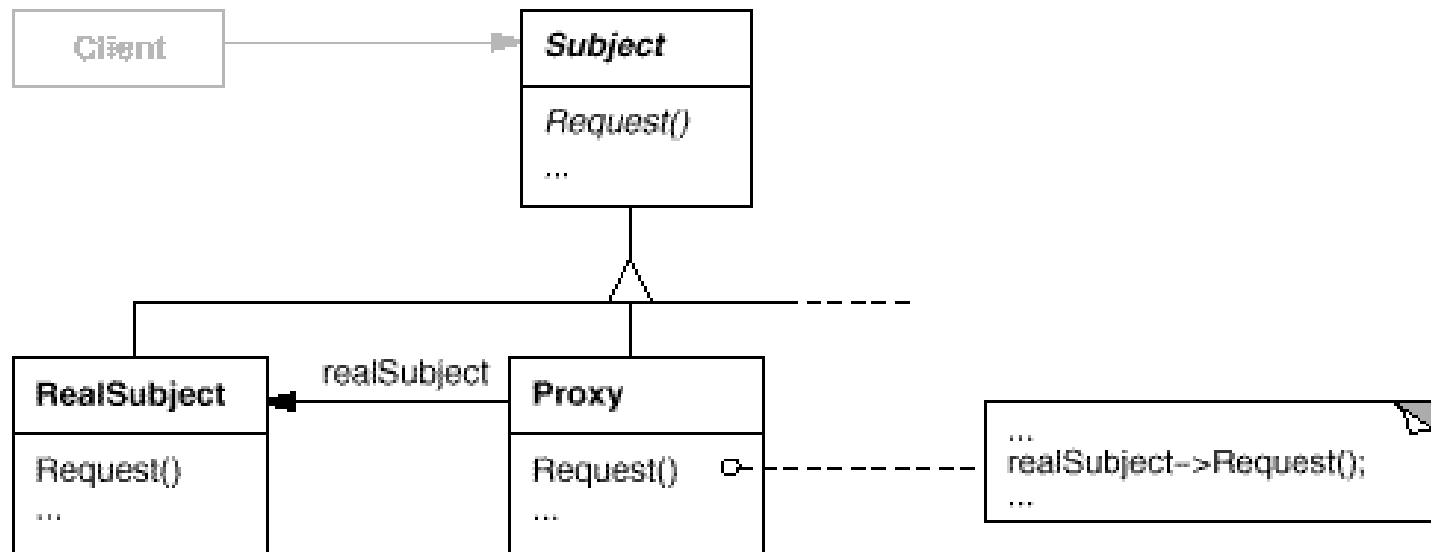 Client
Subject
Request()
...
realSubject
RealSubject
Request()
...
Proxy
Request()
...
...
realSubject->Request();
...